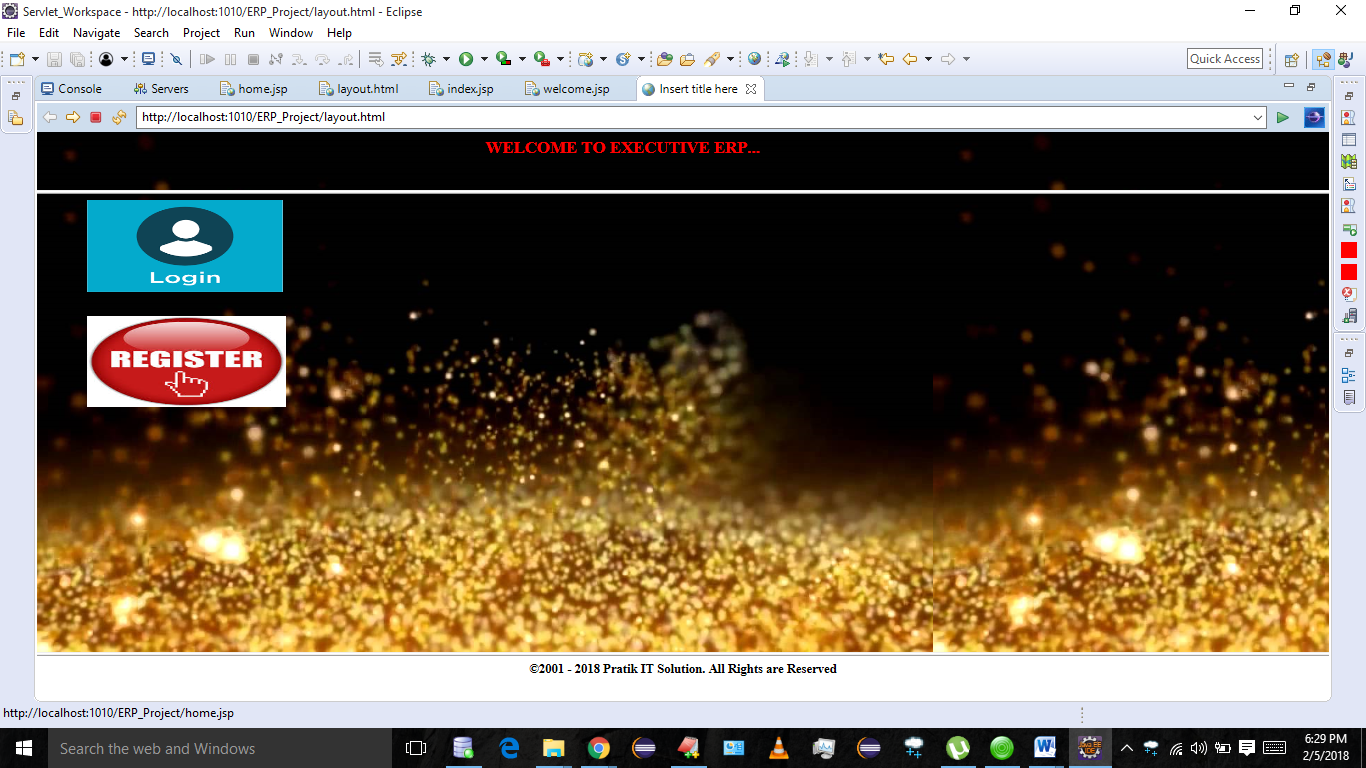 Servlet_Workspace - http://localhost:1010/ERP_Project/layout.html - Eclipse
File Edit Navigate Search Project Run Window Help
Quick Access
Console Servers home.jsp layout.html index.jsp welcome.jsp Insert title here
http://localhost:1010/ERP_Project/layout.html
WELCOME TO EXECUTIVE ERP...
Login
REGISTER
©2001 - 2018 Pratik IT Solution. All Rights are Reserved
http://localhost:1010/ERP_Project/home.jsp
Search the web and Windows
6:29 PM
2/5/2018